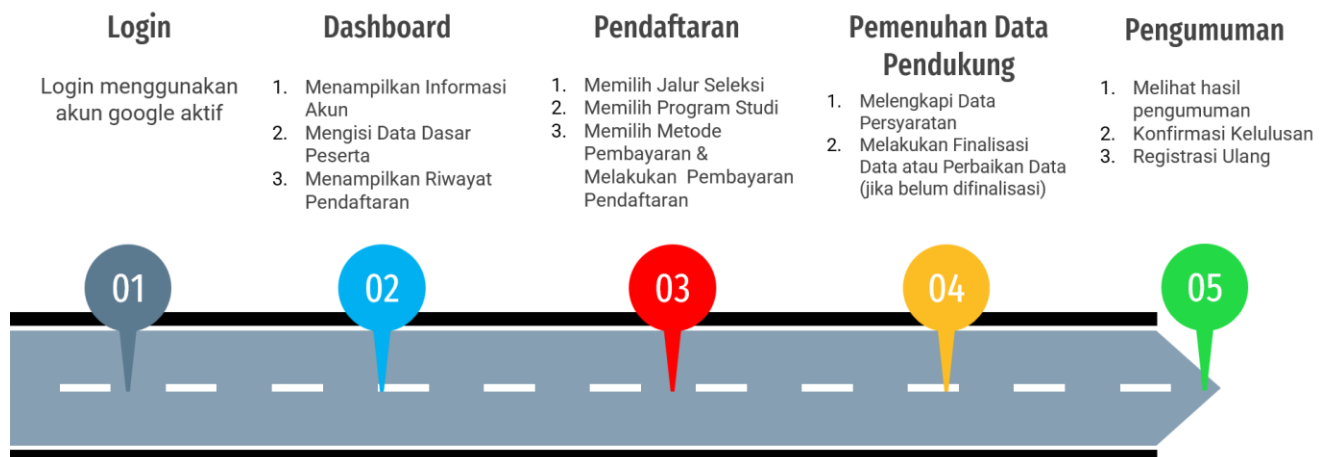 Login
Login menggunakan
akun google aktif
Dashboard
1. Menampilkan Informasi
Akun
2. Mengisi Data Dasar
Peserta
3. Menampilkan Riwayat
Pendaftaran
Pendaftaran
1. Memilih Jalur Seleksi
2. Memilih Program Studi
3. Memilih Metode
Pembayaran &
Melakukan Pembayaran
Pendaftaran
Pemenuhan Data
Pendukung
1. Melengkapi Data
Persyaratan
2. Melakukan Finalisasi
Data atau Perbaikan Data
(jika belum difinalisasi)
Pengumuman
1. Melihat hasil
pengumuman
2. Konfirmasi Kelulusan
3. Registrasi Ulang
01
02
03
04
05